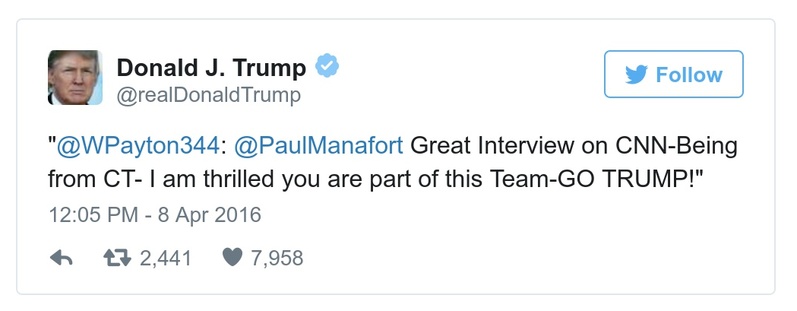 Donald J. Trump
@realDonaldTrump
Follow
"@WPayton344: @PaulManafort Great Interview on CNN-Being
from CT- I am thrilled you are part of this Team-GO TRUMP!"
12:05 PM - 8 Apr 2016
2,441 7,958